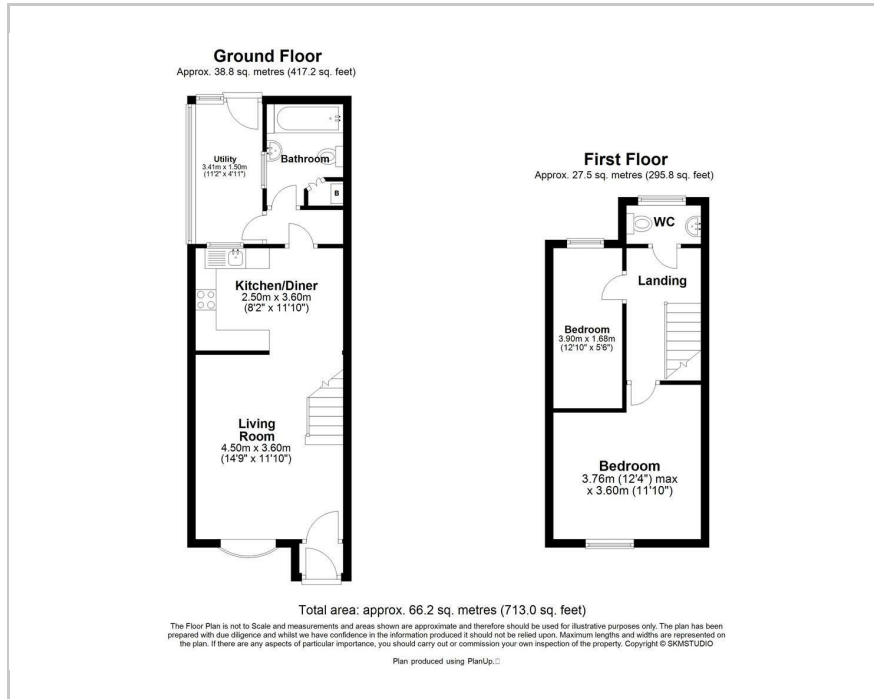 Ground Floor
Approx. 38.8 sq. metres (417.2 sq. feet)
Utility
3.41m x 1.50m
(11'2" x 4'11")
Bathroom
B
Kitchen/Diner
2.50m x 3.60m
(8'2" x 11'10")
Living
Room
4.50m x 3.60m
(14'9" x 11'10")
First Floor
Approx. 27.5 sq. metres (295.8 sq. feet)
WC
Landing
Bedroom
3.90m x 1.68m
(12'10" x 5'6")
Bedroom
3.76m (12'4") max
x 3.60m (11'10")
Total area: approx. 66.2 sq. metres (713.0 sq. feet)
The Floor Plan is not to Scale and measurements and areas shown are approximate and therefore should be used for illustrative purposes only. The plan has been
prepared with due diligence and whilst we have confidence in the information produced it should not be relied upon. Maximum lengths and widths are represented on
the plan. If there are any aspects of particular importance, you should carry out or commission your own inspection of the property. Copyright © SKMSTUDIO
Plan produced using PlanUp.